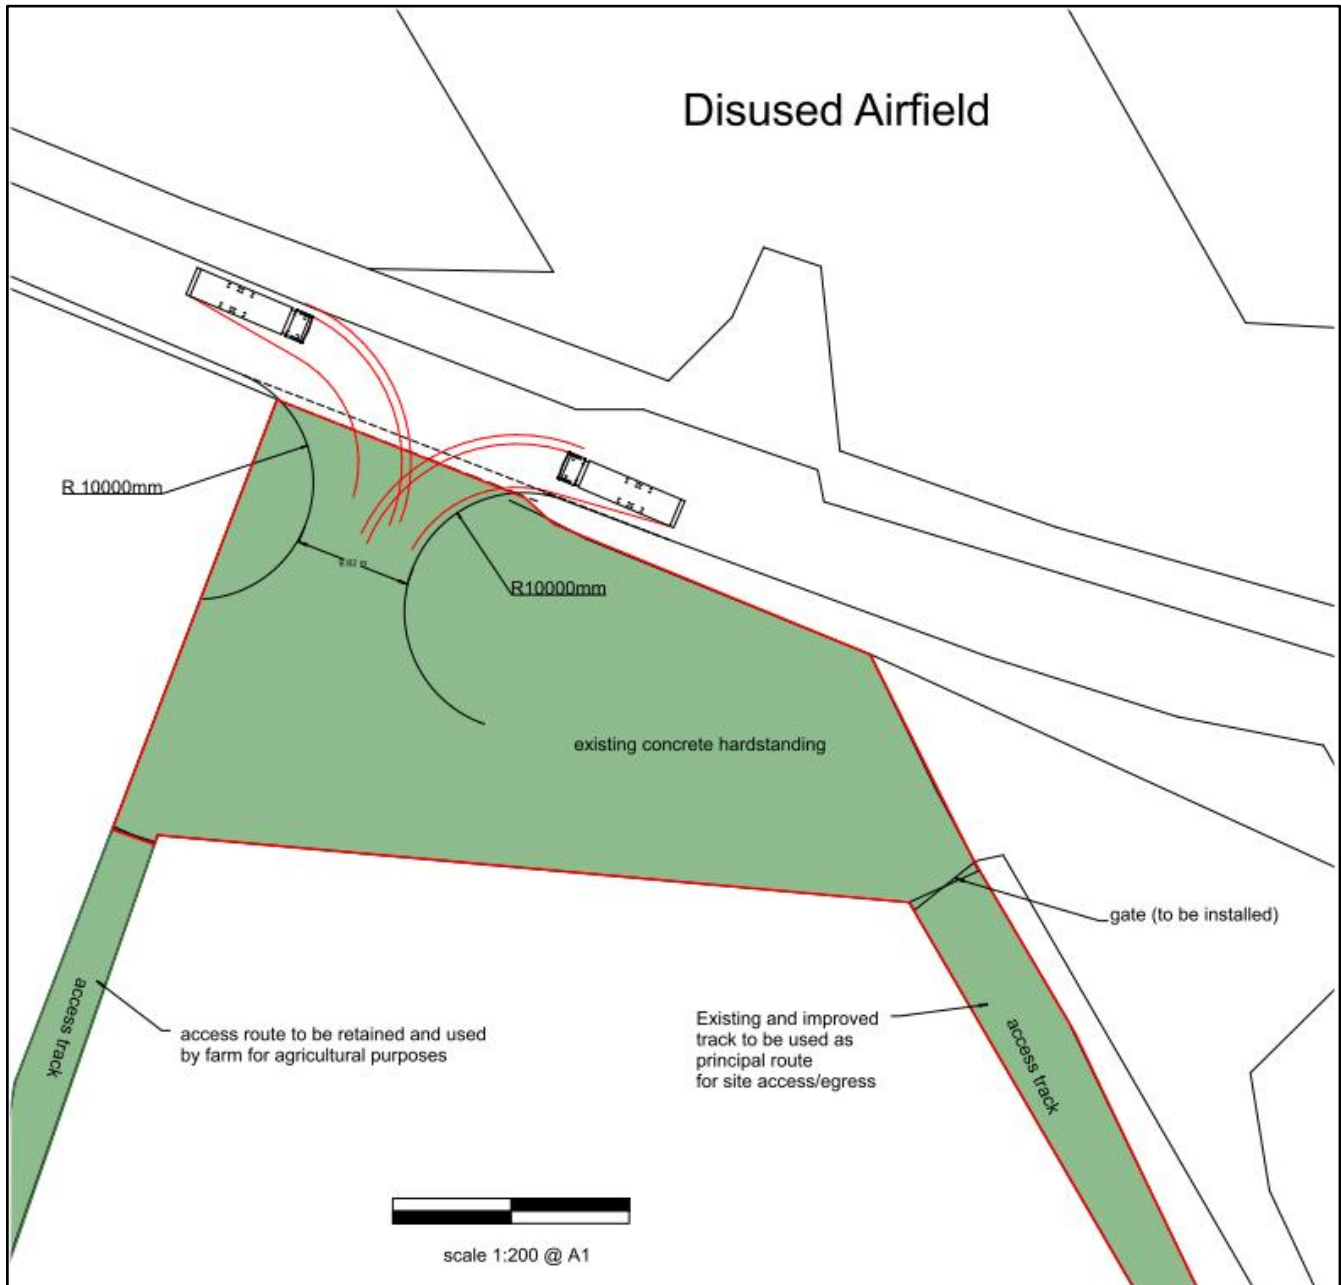 Disused Airfield
R 10000mm
R10000mm
existing concrete hardstanding
gate (to be installed)
access track
access route to be retained and used
by farm for agricultural purposes
Existing and improved
track to be used as
principal route
for site access/egress
access track
scale 1:200 @ A1